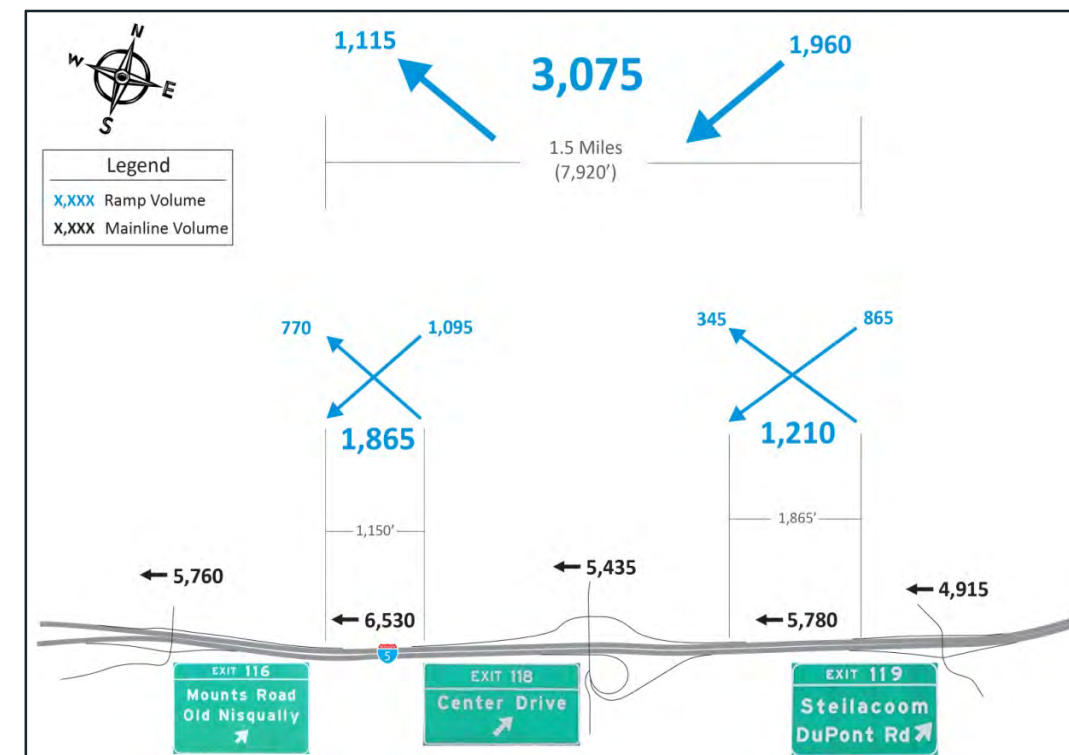 N
W
E
S
Legend
X,XXX Ramp Volume
X,XXX Mainline Volume
1,115
3,075
1,960
1.5 Miles
(7,920')
770
1,095
345
865
1,865
1,210
1,150'
1,865'
5,760
5,435
4,915
6,530
5,780
5
EXIT 116
Mounts Road
Old Nisqually
EXIT 118
Center Drive
EXIT 119
Steilacoom
DuPont Rd